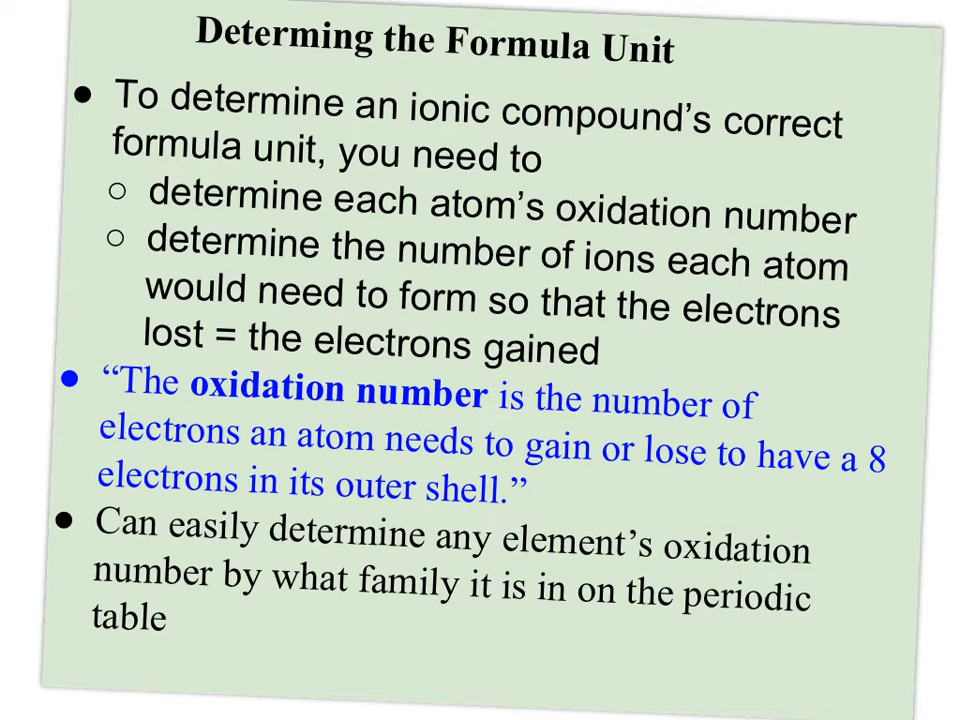 Determing the Formula Unit
● To determine an ionic compound’s correct
formula unit, you need to
○ determine each atom’s oxidation number
○ determine the number of ions each atom
would need to form so that the electrons
lost = the electrons gained
● “The oxidation number is the number of
electrons an atom needs to gain or lose to have a 8
electrons in its outer shell.”
● Can easily determine any element’s oxidation
number by what family it is in on the periodic
table